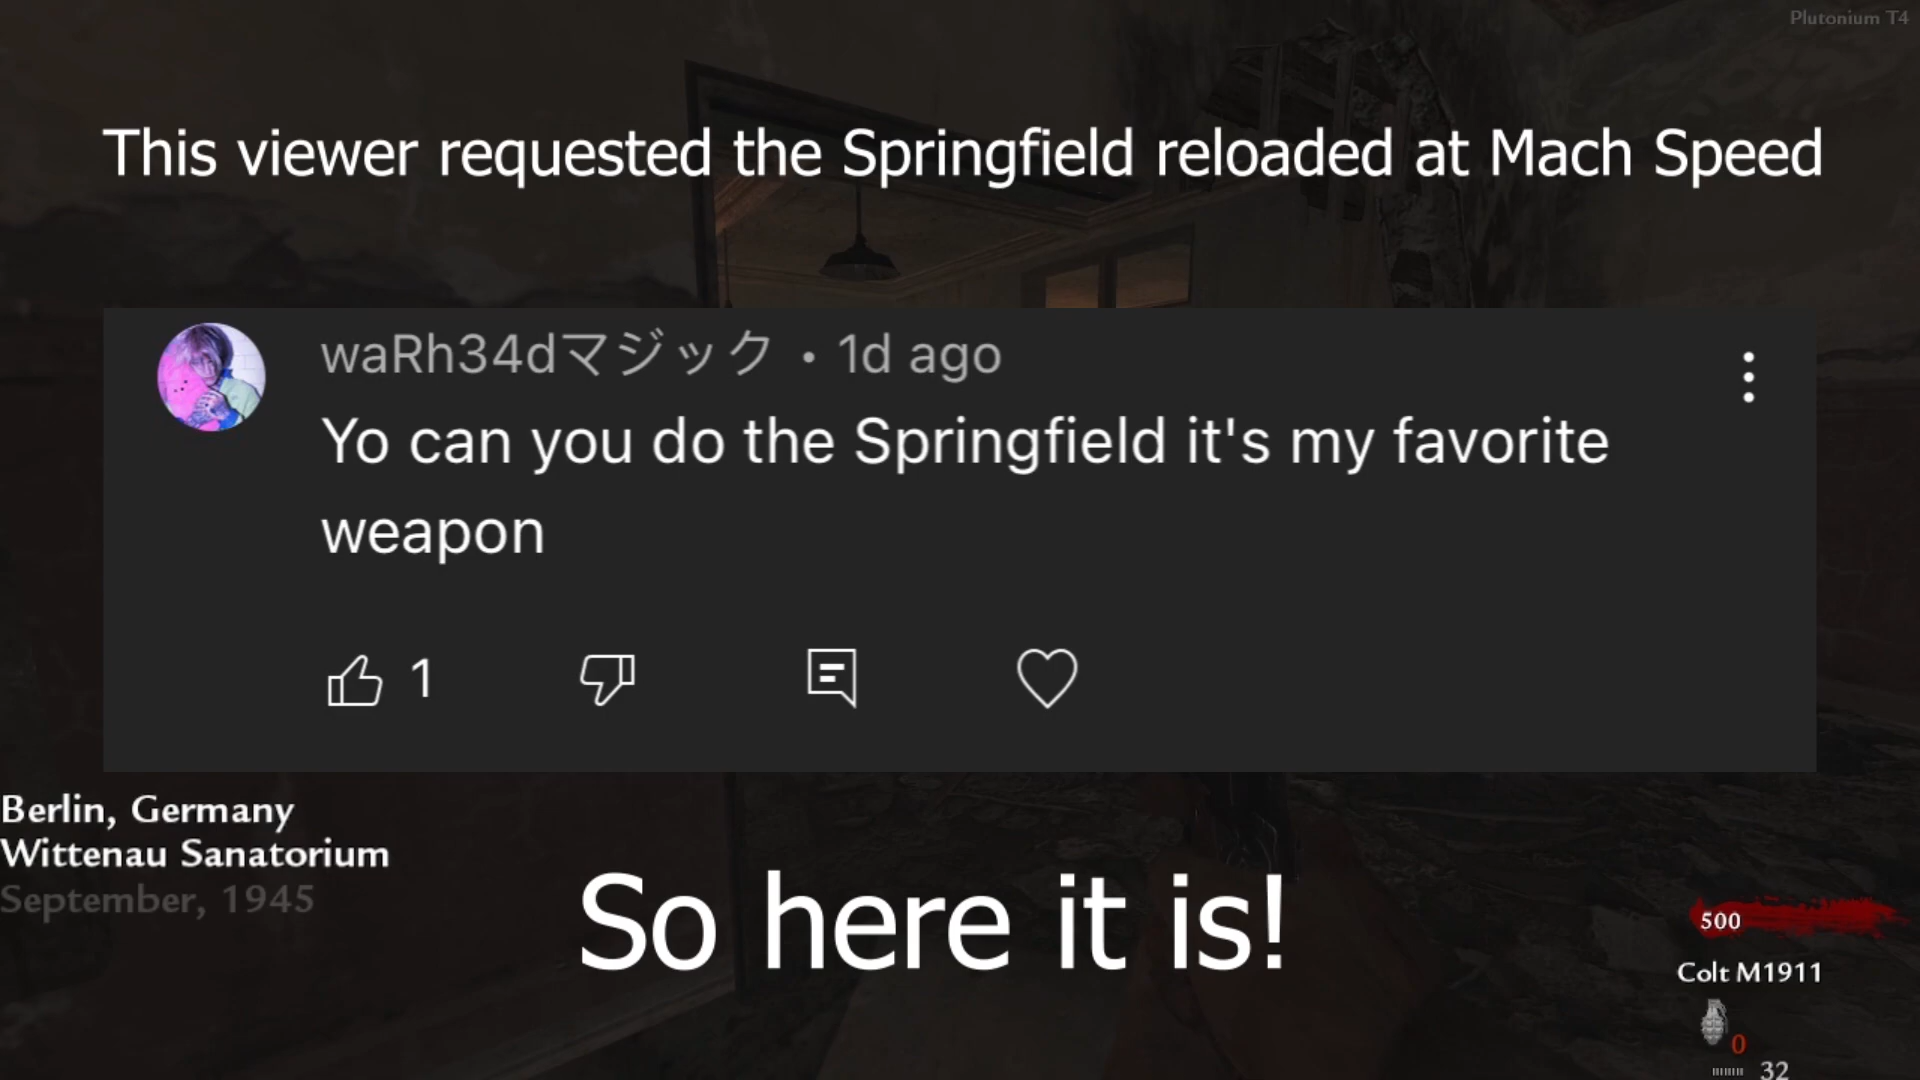 Plutonium T4
This viewer requested the Springfield reloaded at Mach Speed
waRh34dマジック • 1d ago
Yo can you do the Springfield it's my favorite
weapon
1
Berlin, Germany
Wittenau Sanatorium
September, 1945
So here it is!
500
Colt M1911
0
32